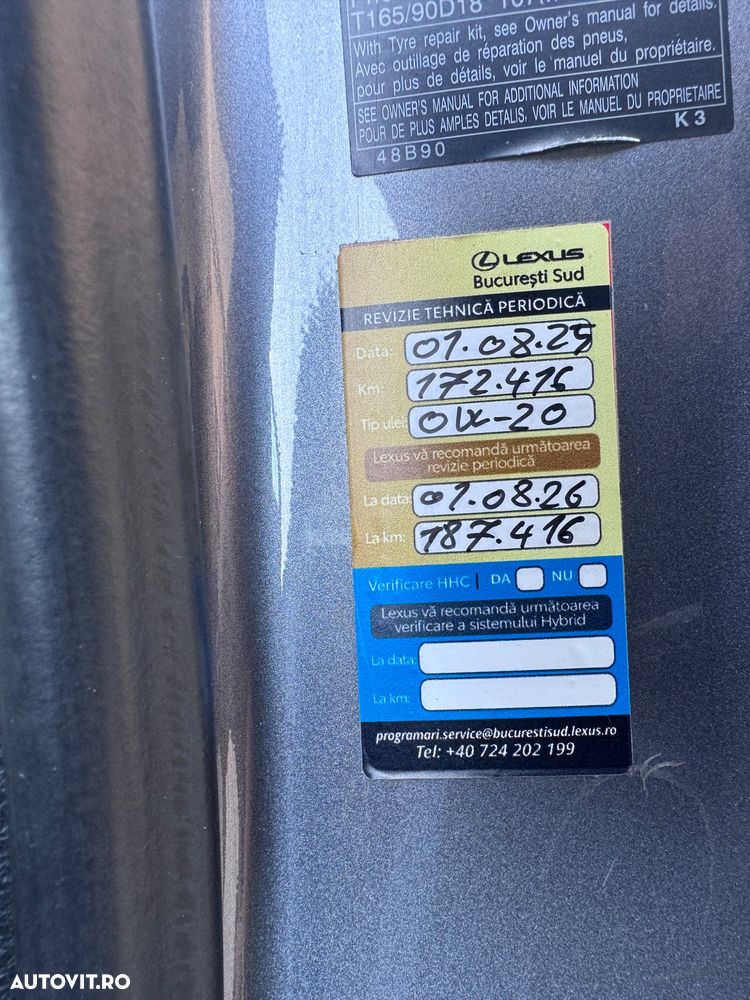 T165/90D18
With Tyre repair kit, see Owner's manual for details.
Avec outillage de réparation des pneus,
pour plus de détails, voir le manuel du propriétaire.
SEE OWNER'S MANUAL FOR ADDITIONAL INFORMATION
POUR DE PLUS AMPLES DETAILS, VOIR LE MANUEL DU PROPRIETAIRE
K3
48B90
LEXUS
București Sud
REVIZIE TEHNICĂ PERIODICĂ
Data: 01.08.25
Km: 172.416
Tip ulei: 0W-20
Lexus vă recomandă următoarea
revizie periodică
La data: 01.08.26
La km: 187.416
Verificare HHC | DA NU
Lexus vă recomandă următoarea
verificare a sistemului Hybrid
La data:
La km:
programari.service@bucurestisud.lexus.ro
Tel: +40 724 202 199
AUTOVIT.RO